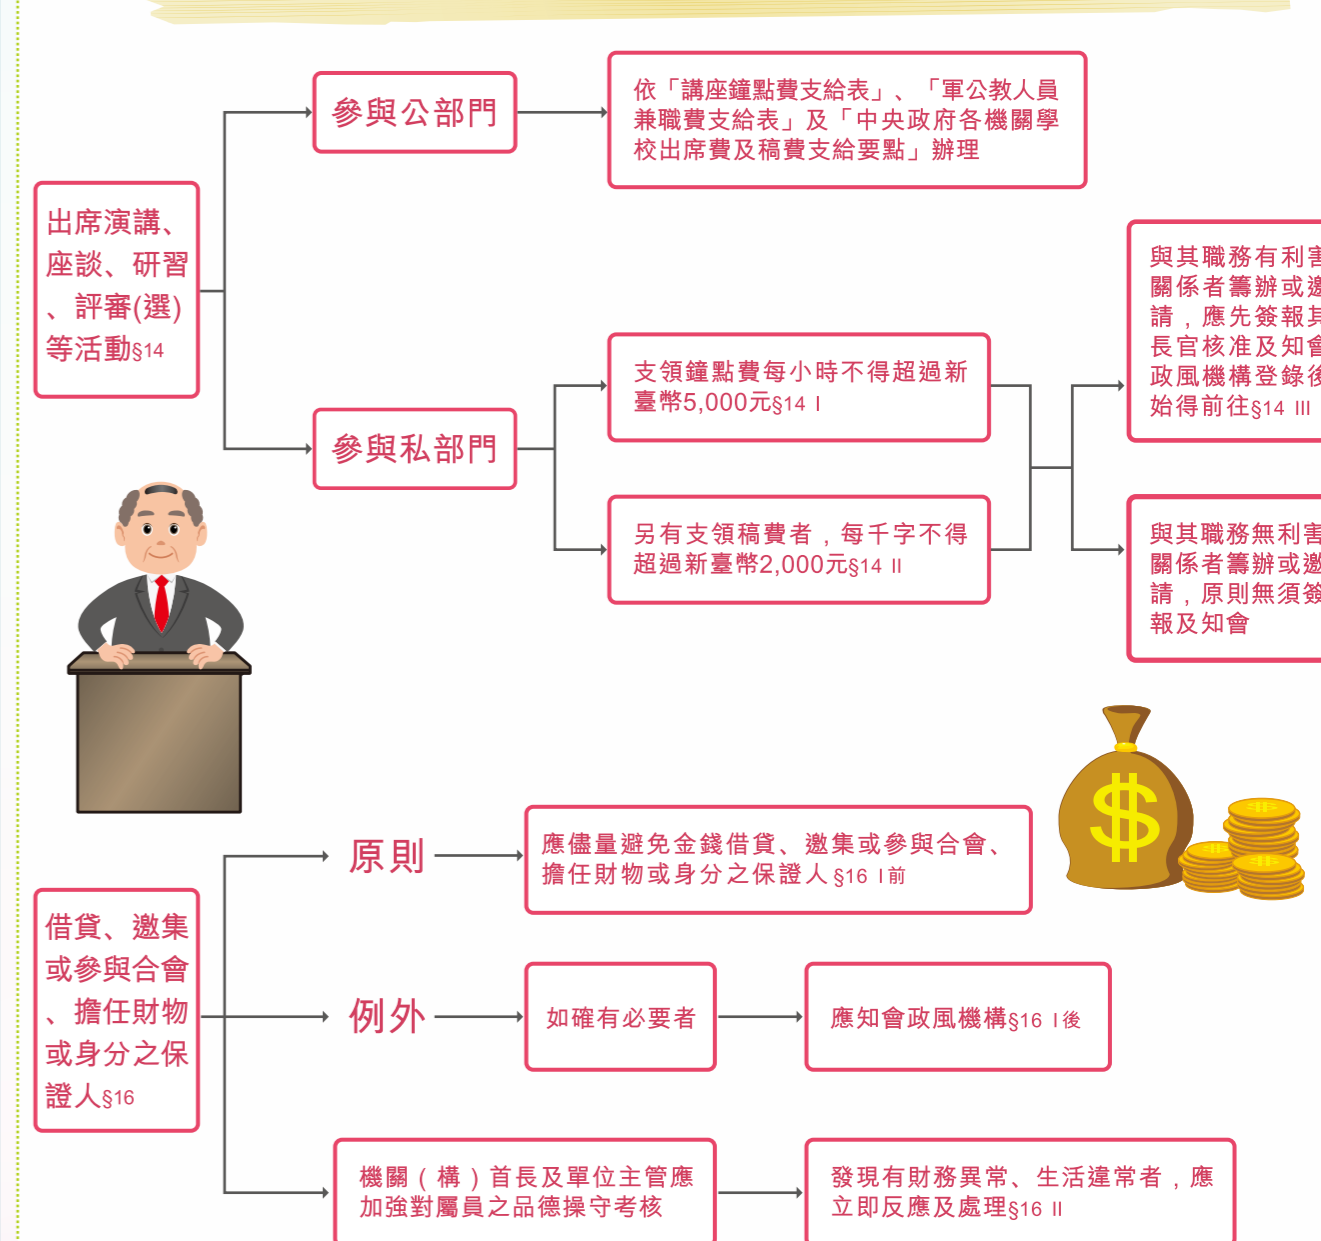 出席演講、
座談、研習
、評審(選)
等活動§14
參與公部門
依「講座鐘點費支給表」、「軍公教人員
兼職費支給表」及「中央政府各機關學
校出席費及稿費支給要點」辦理
參與私部門
支領鐘點費每小時不得超過新
臺幣5,000元§14 I
另有支領稿費者，每千字不得
超過新臺幣2,000元§14 II
與其職務有利害
關係者籌辦或邀
請，應先簽報其
長官核准及知會
政風機構登錄後
始得前往§14 III
與其職務無利害
關係者籌辦或邀
請，原則無須簽
報及知會
$
借貸、邀集
或參與合會
、擔任財物
或身分之保
證人§16
原則
應儘量避免金錢借貸、邀集或參與合會、
擔任財物或身分之保證人§16 I前
例外
如確有必要者
應知會政風機構§16 I後
機關（構）首長及單位主管應
加強對屬員之品德操守考核
發現有財務異常、生活違常者，應
立即反應及處理§16 II